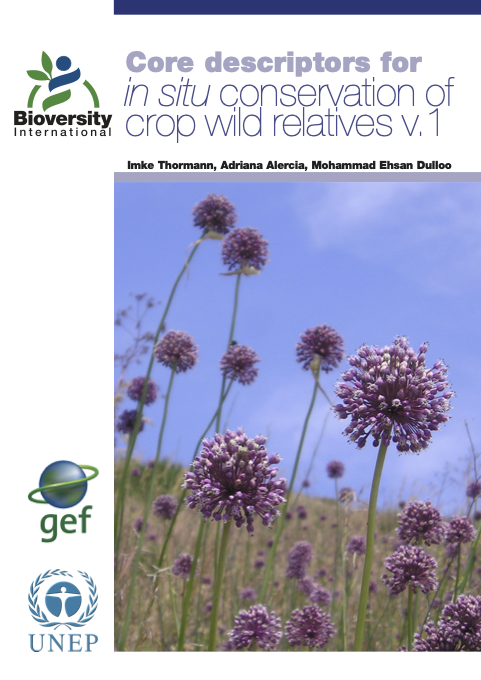 Core descriptors for
in situ conservation of
crop wild relatives v.1
Bioversity
International
Imke Thormann, Adriana Alercia, Mohammad Ehsan Dulloo
gef
UNEP